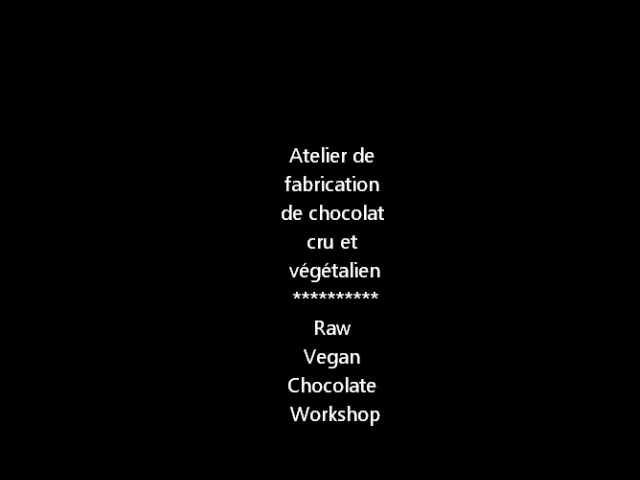 Atelier de
fabrication
de chocolat
cru et
végétalien
**********
Raw
Vegan
Chocolate
Workshop